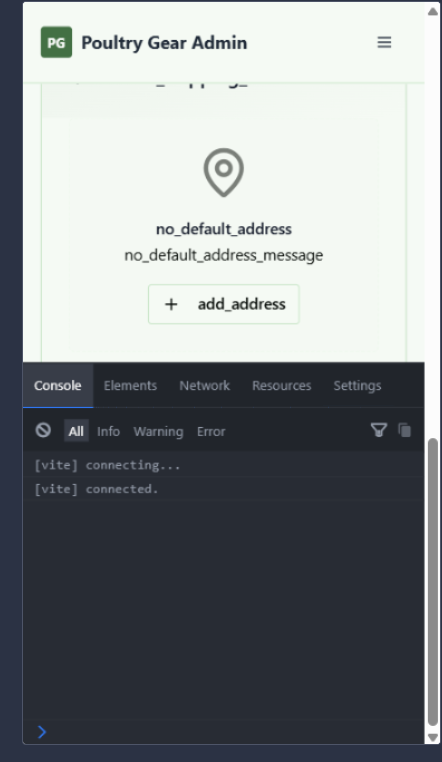 PG Poultry Gear Admin
no_default_address
no_default_address_message
+ add_address
Console Elements Network Resources Settings
All Info Warning Error
[vite] connecting...
[vite] connected.
>